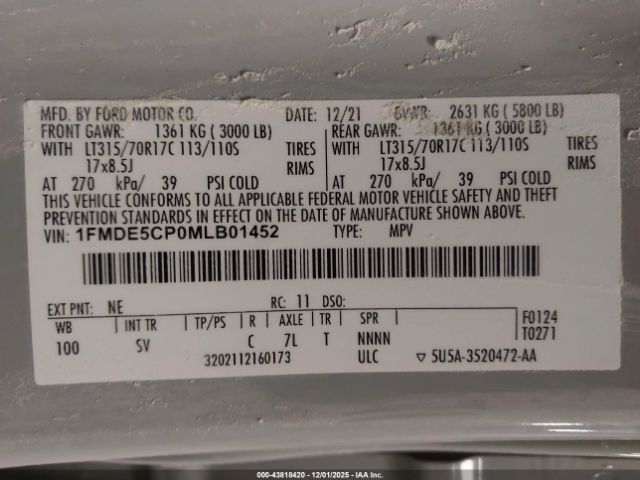 MFD. BY FORD MOTOR CO. DATE: 12/21 GVWR: 2631 KG ( 5800 LB)
FRONT GAWR: 1361 KG ( 3000 LB) REAR GAWR: 1361 KG ( 3000 LB)
WITH LT315/70R17C 113/110S TIRES WITH LT315/70R17C 113/110S TIRES
17x8.5J RIMS 17x8.5J RIMS
AT 270 kPa/ 39 PSI COLD AT 270 kPa/ 39 PSI COLD
THIS VEHICLE CONFORMS TO ALL APPLICABLE FEDERAL MOTOR VEHICLE SAFETY AND THEFT
PREVENTION STANDARDS IN EFFECT ON THE DATE OF MANUFACTURE SHOWN ABOVE.
VIN: 1FMDE5CP0MLB01452 TYPE: MPV
EXT PNT: NE RC: 11 DSO: F0124
WB INT TR TP/PS R AXLE TR SPR T0271
100 SV C 7L T NNNN
3202112160173 ULC ▽ 5U5A-3520472-AA
000-43818420 - 12/01/2025 - IAA Inc.